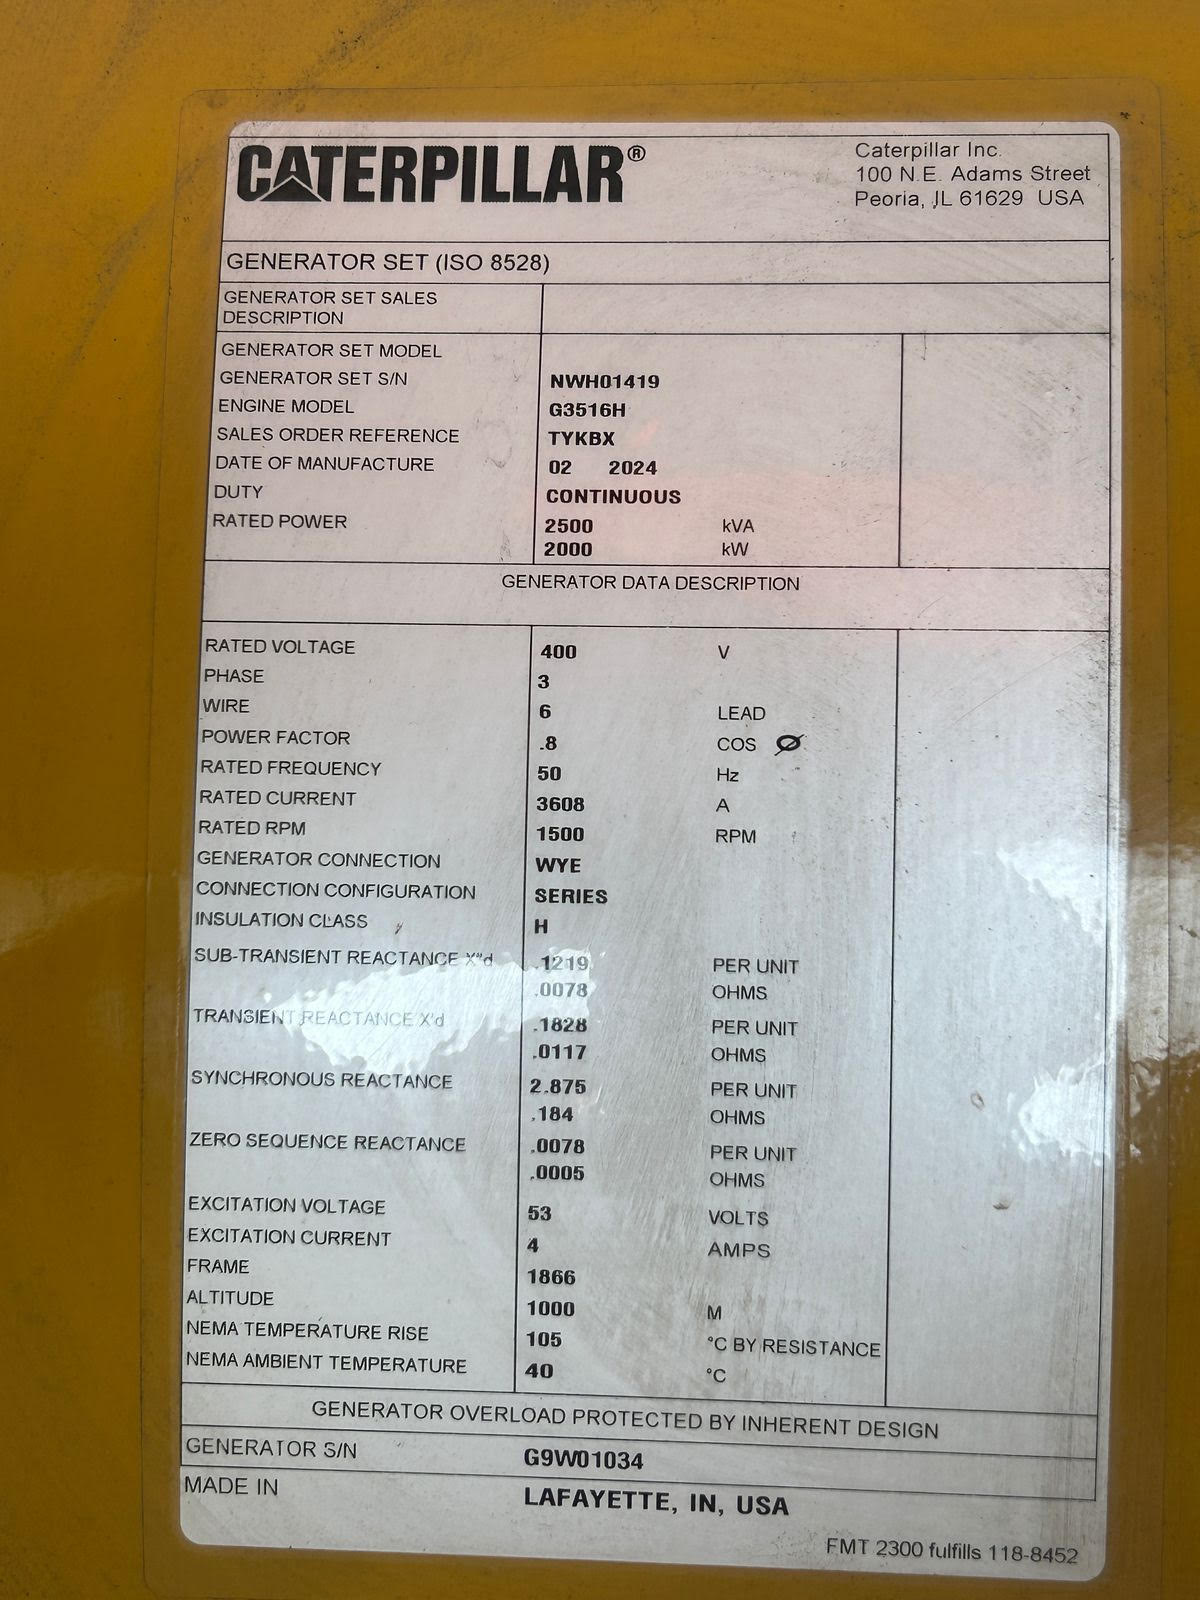 CATERPILLAR®
Caterpillar Inc.
100 N.E. Adams Street
Peoria, IL 61629 USA
GENERATOR SET (ISO 8528)
GENERATOR SET SALES
DESCRIPTION
GENERATOR SET MODEL
GENERATOR SET S/N NWH01419
ENGINE MODEL G3516H
SALES ORDER REFERENCE TYKBX
DATE OF MANUFACTURE 02 2024
DUTY CONTINUOUS
RATED POWER 2500 kVA
2000 kW
GENERATOR DATA DESCRIPTION
RATED VOLTAGE 400 V
PHASE 3
WIRE 6 LEAD
POWER FACTOR .8 COS Ø
RATED FREQUENCY 50 Hz
RATED CURRENT 3608 A
RATED RPM 1500 RPM
GENERATOR CONNECTION WYE
CONNECTION CONFIGURATION SERIES
INSULATION CLASS H
SUB-TRANSIENT REACTANCE X"d .1219 PER UNIT
.0078 OHMS
TRANSIENT REACTANCE X'd .1828 PER UNIT
.0117 OHMS
SYNCHRONOUS REACTANCE 2.875 PER UNIT
.184 OHMS
ZERO SEQUENCE REACTANCE .0078 PER UNIT
.0005 OHMS
EXCITATION VOLTAGE 53 VOLTS
EXCITATION CURRENT 4 AMPS
FRAME 1866
ALTITUDE 1000 M
NEMA TEMPERATURE RISE 105 °C BY RESISTANCE
NEMA AMBIENT TEMPERATURE 40 °C
GENERATOR OVERLOAD PROTECTED BY INHERENT DESIGN
GENERATOR S/N G9W01034
MADE IN LAFAYETTE, IN, USA
FMT 2300 fulfills 118-8452